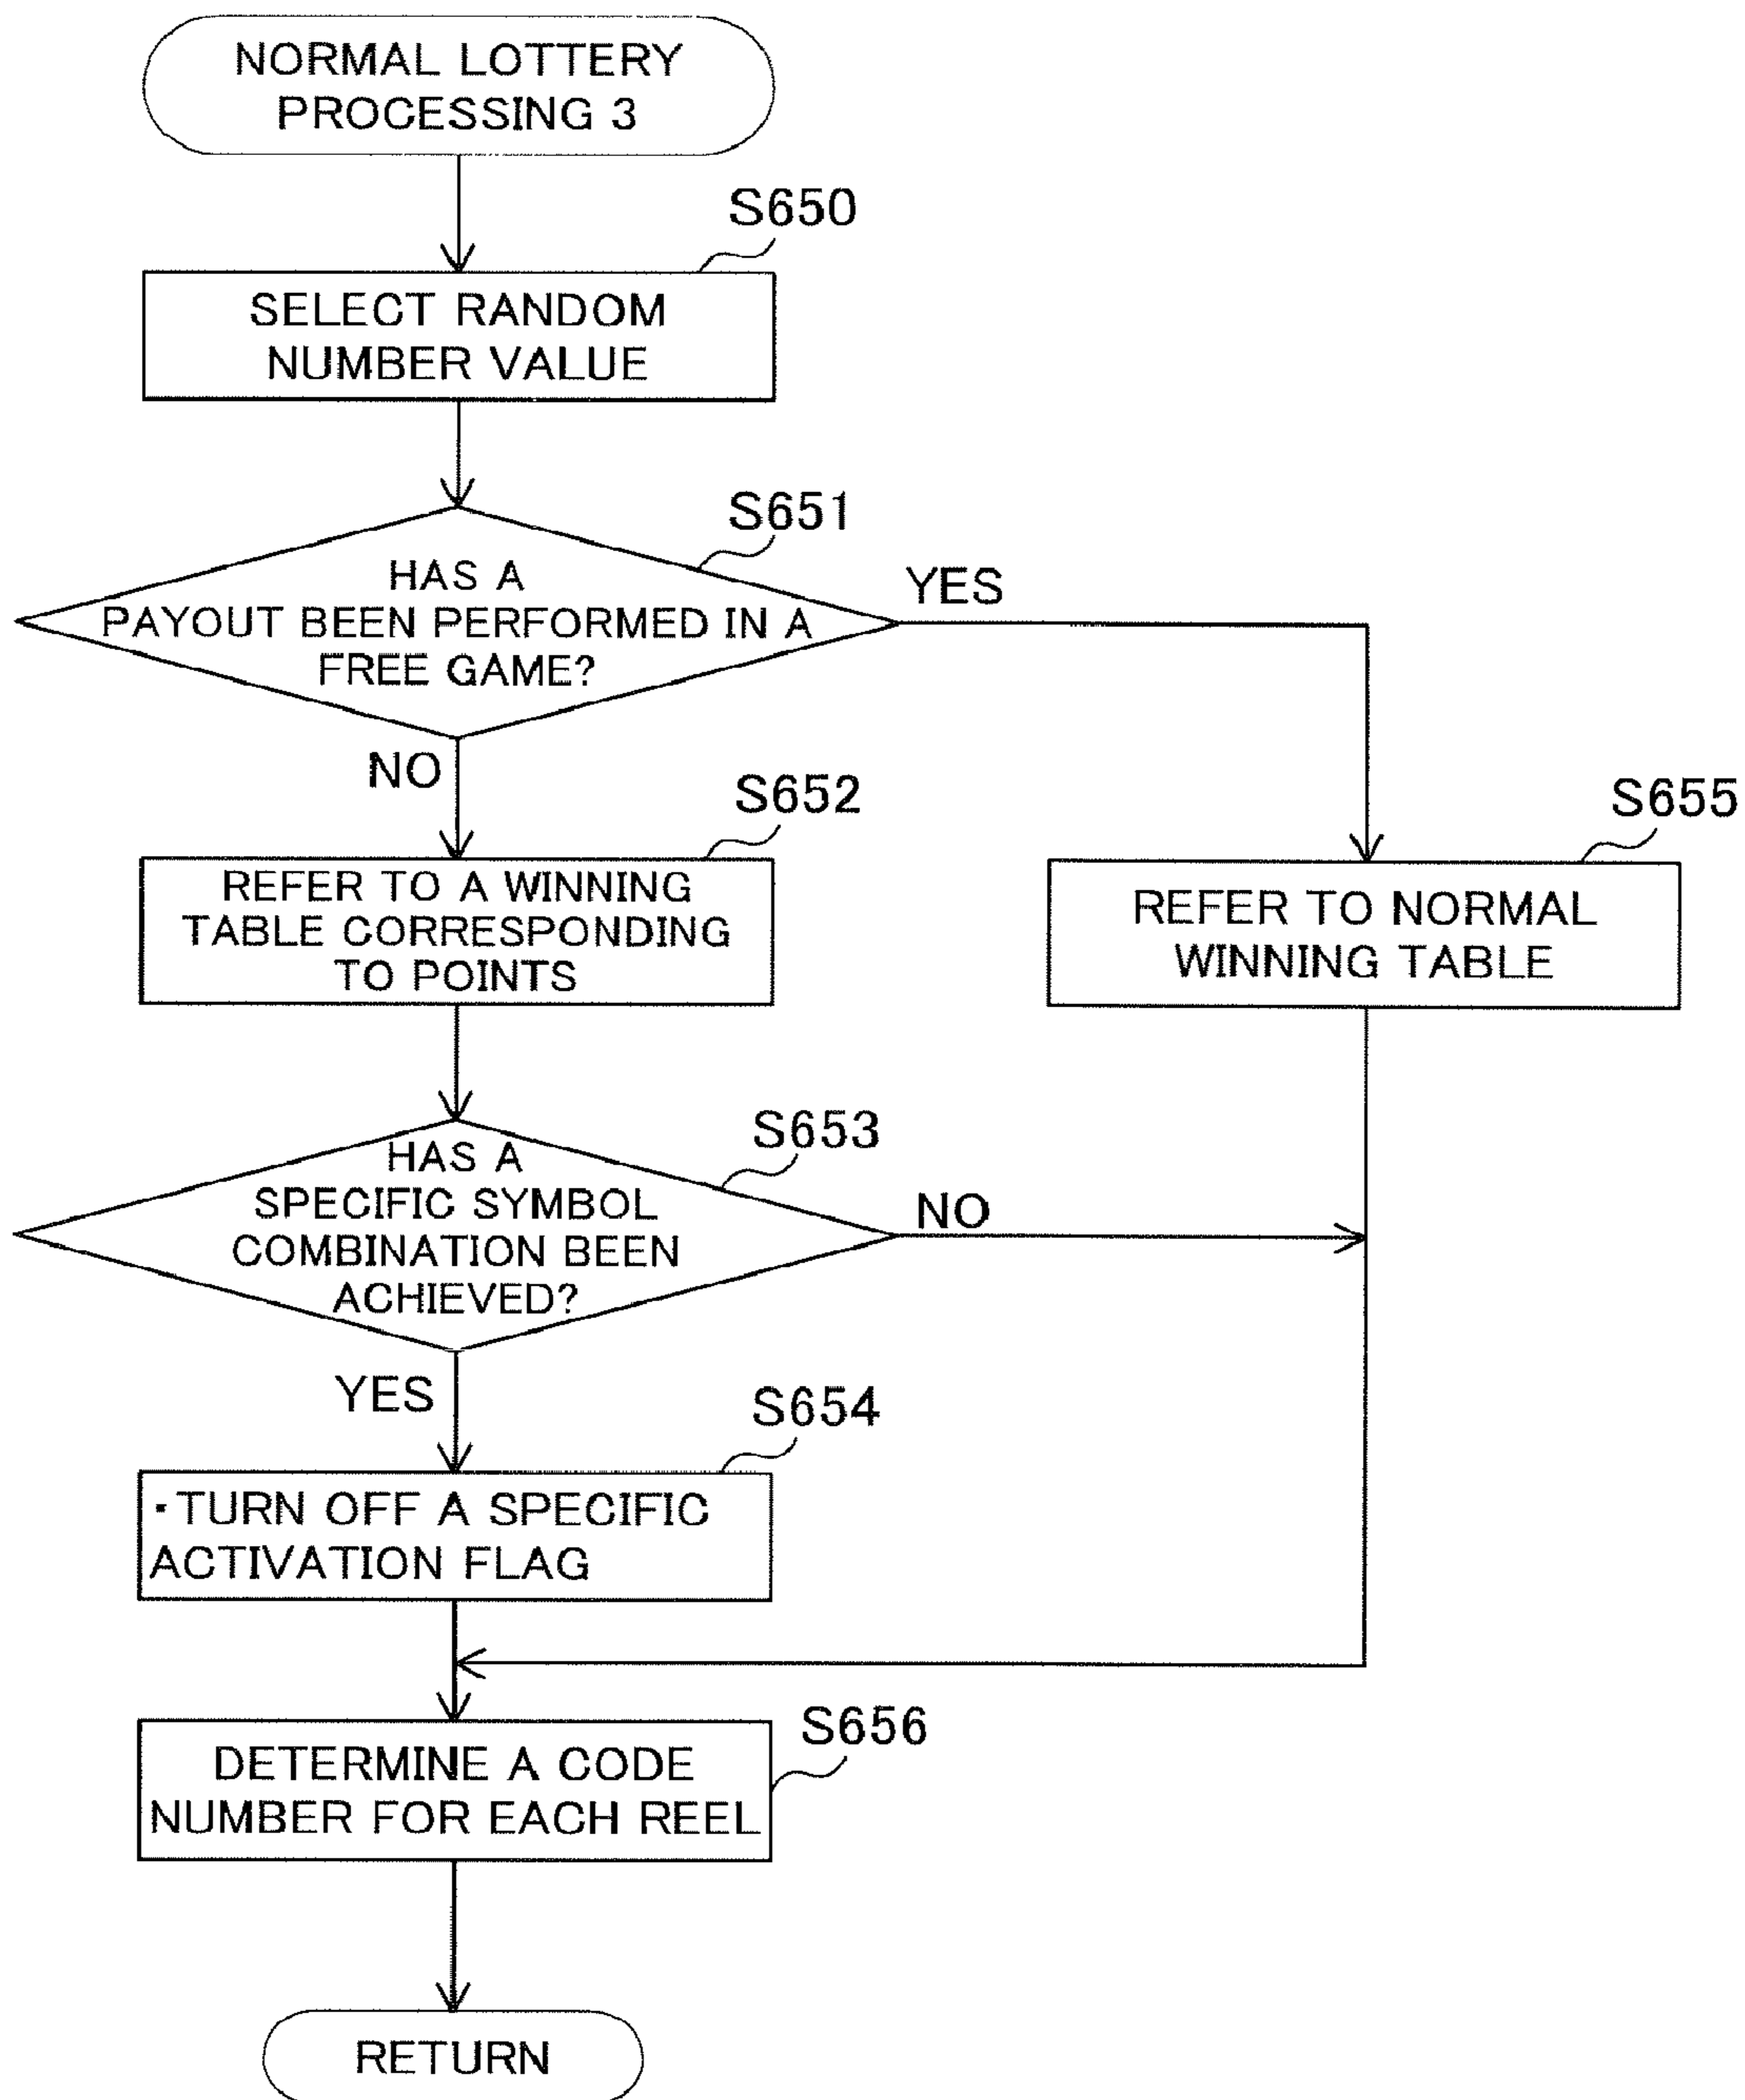 NORMAL LOTTERY
PROCESSING 3
S650
SELECT RANDOM
NUMBER VALUE
S651
HAS A
PAYOUT BEEN PERFORMED IN A
FREE GAME?
YES
NO
S652
REFER TO A WINNING
TABLE CORRESPONDING
TO POINTS
S655
REFER TO NORMAL
WINNING TABLE
S653
HAS A
SPECIFIC SYMBOL
COMBINATION BEEN
ACHIEVED?
NO
YES
S654
・TURN OFF A SPECIFIC
ACTIVATION FLAG
S656
DETERMINE A CODE
NUMBER FOR EACH REEL
RETURN